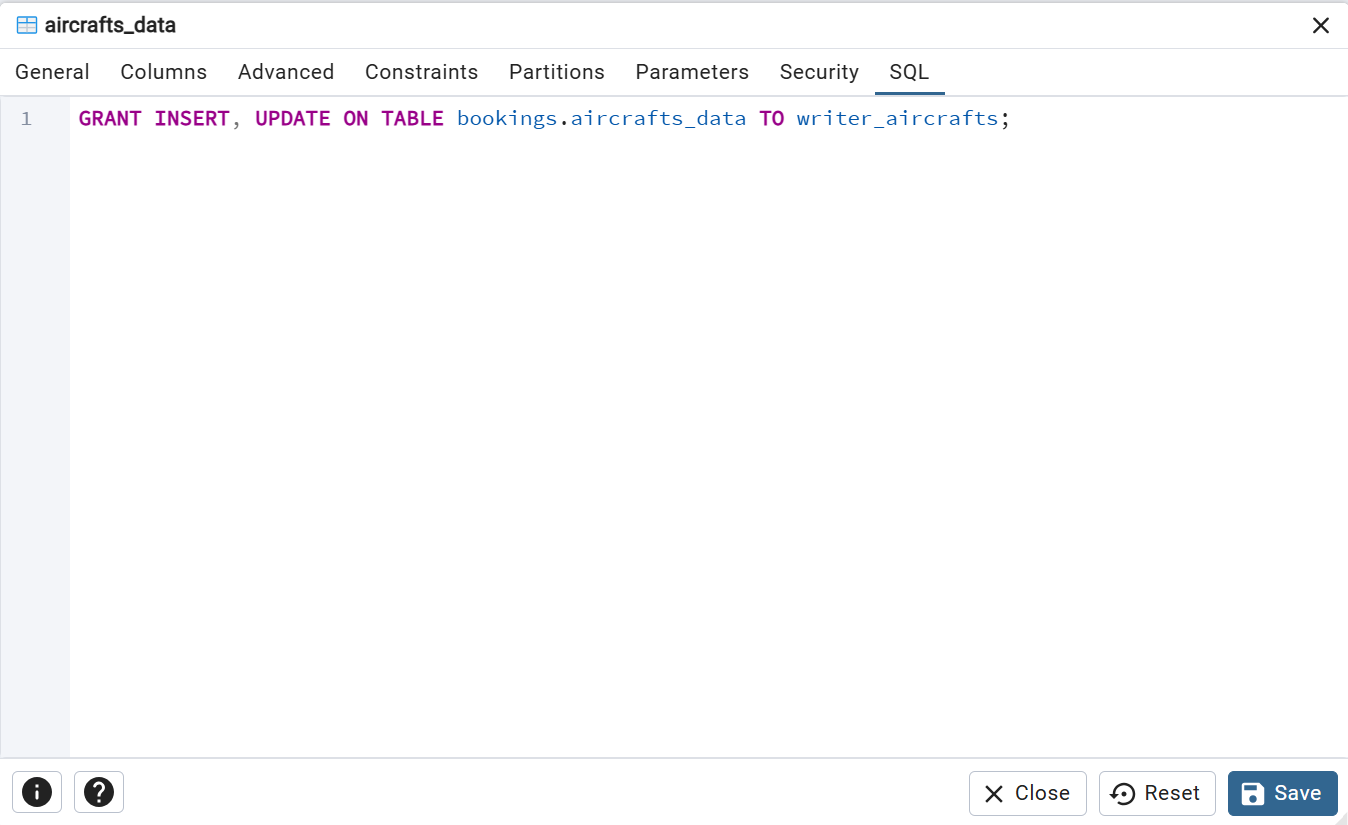 aircrafts_data
General Columns Advanced Constraints Partitions Parameters Security SQL
1 GRANT INSERT, UPDATE ON TABLE bookings.aircrafts_data TO writer_aircrafts;
Close Reset Save